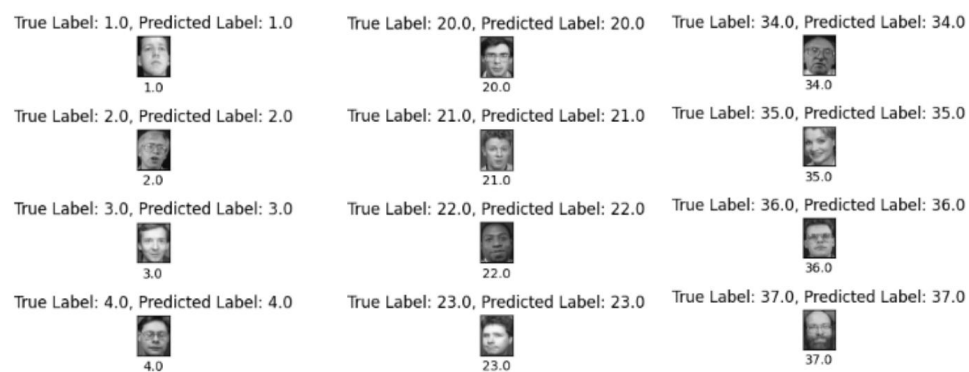 True Label: 1.0, Predicted Label: 1.0
1.0
True Label: 2.0, Predicted Label: 2.0
2.0
True Label: 3.0, Predicted Label: 3.0
3.0
True Label: 4.0, Predicted Label: 4.0
4.0
True Label: 20.0, Predicted Label: 20.0
20.0
True Label: 21.0, Predicted Label: 21.0
21.0
True Label: 22.0, Predicted Label: 22.0
22.0
True Label: 23.0, Predicted Label: 23.0
23.0
True Label: 34.0, Predicted Label: 34.0
34.0
True Label: 35.0, Predicted Label: 35.0
35.0
True Label: 36.0, Predicted Label: 36.0
36.0
True Label: 37.0, Predicted Label: 37.0
37.0